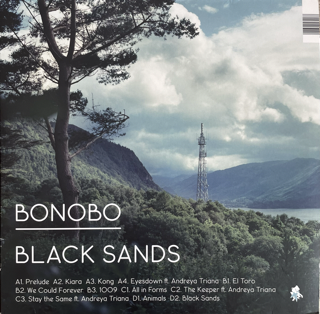 BONOBO
BLACK SANDS
A1. Prelude A2. Kiara A3. Kong A4. Eyesdown ft. Andreya Triana B1. El Toro
B2. We Could Forever B3. 1009 C1. All in Forms C2. The Keeper ft. Andreya Triana
C3. Stay the Same ft. Andreya Triana D1. Animals D2. Black Sands